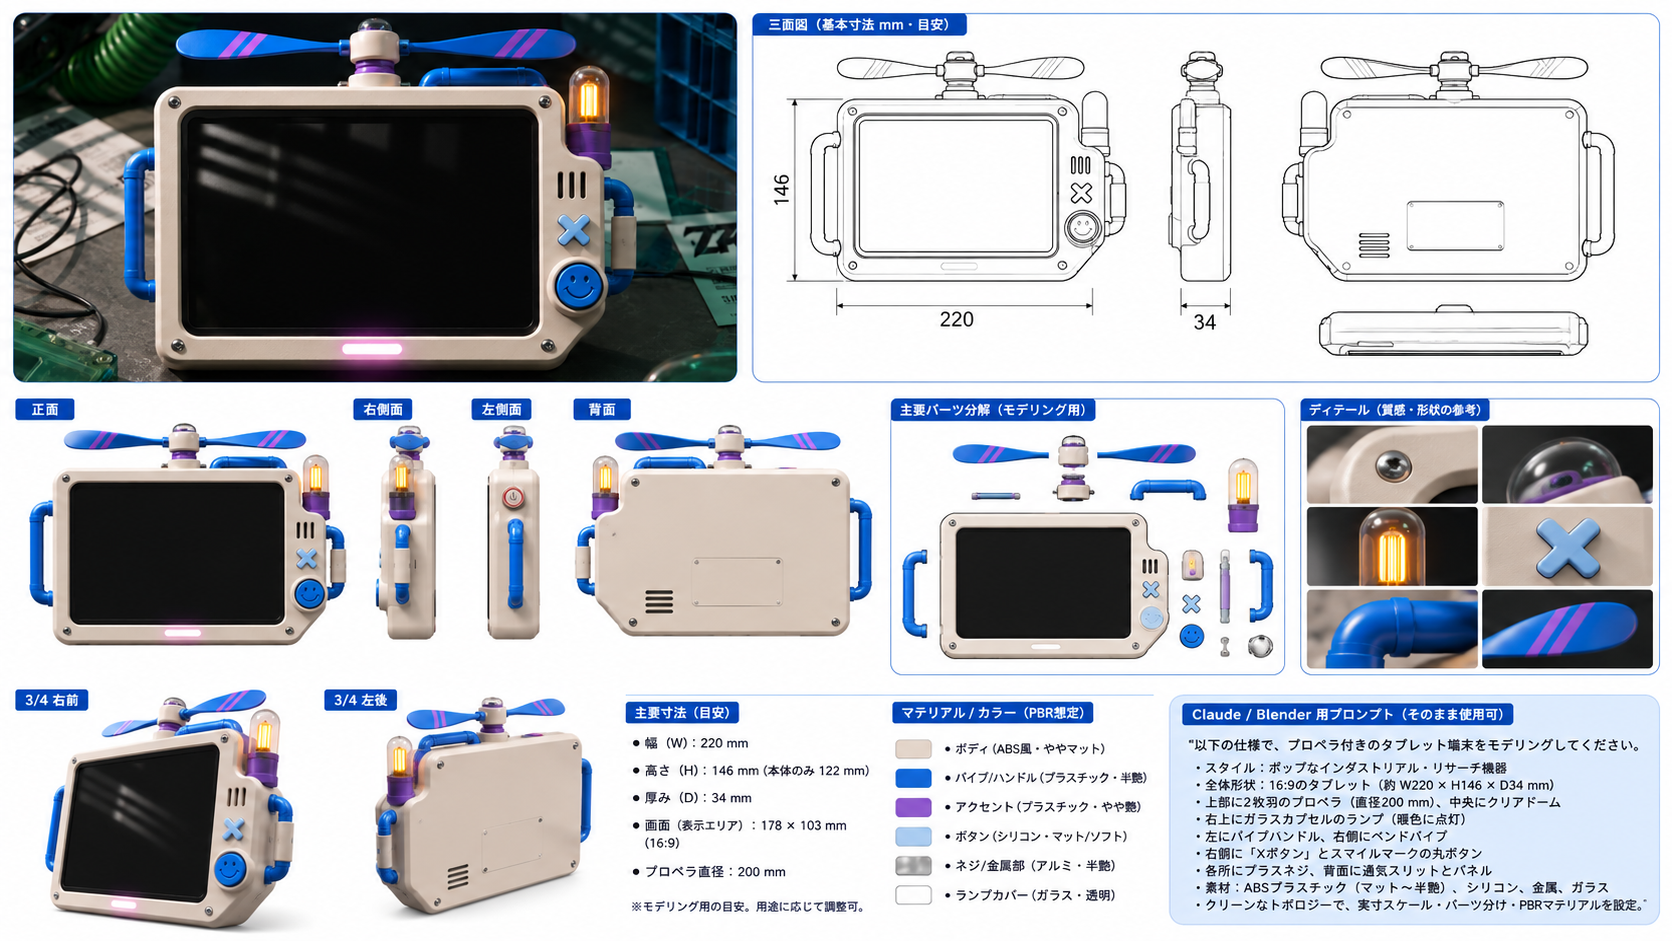 三面図（基本寸法 mm・目安）
146
220
34
正面
右側面
左側面
背面
主要パーツ分解（モデリング用）
ディテール（質感・形状の参考）
3/4 右前
3/4 左後
主要寸法（目安）
● 幅（W）：220 mm
● 高さ（H）：146 mm (本体のみ 122 mm)
● 厚み（D）：34 mm
● 画面（表示エリア）：178 × 103 mm
(16:9)
● プロペラ直径：200 mm
※モデリング用の目安。用途に応じて調整可。
マテリアル / カラー（PBR想定）
• ボディ（ABS風・ややマット）
• パイプ/ハンドル（プラスチック・半艶）
• アクセント（プラスチック・やや艶）
• ボタン（シリコン・マット/ソフト）
• ネジ/金属部（アルミ・半艶）
• ランプカバー（ガラス・透明）
Claude / Blender 用プロンプト（そのまま使用可）
"以下の仕様で、プロペラ付きのタブレット端末をモデリングしてください。
・スタイル：ポップなインダストリアル・リサーチ機器
・全体形状：16:9のタブレット（約 W220 × H146 × D34 mm）
・上部に2枚羽のプロペラ（直径200 mm）、中央にクリアドーム
・右上にガラスカプセルのランプ（暖色に点灯）
・左にパイプハンドル、右側にベンドパイプ
・右側に「Xボタン」とスマイルマークの丸ボタン
・各所にプラスネジ、背面に通気スリットとパネル
・素材：ABSプラスチック（マット〜半艶）、シリコン、金属、ガラス
・クリーンなトポロジーで、実寸スケール・パーツ分け・PBRマテリアルを設定。"